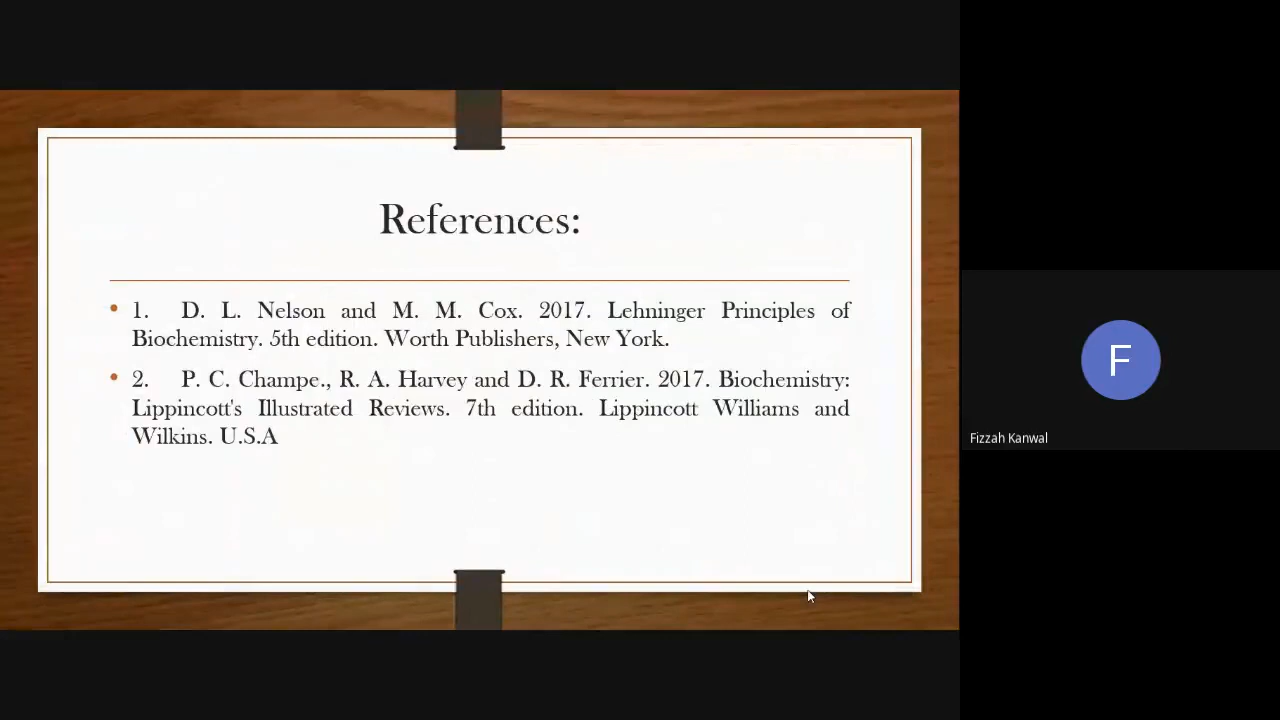 References:
• 1. D. L. Nelson and M. M. Cox. 2017. Lehninger Principles of
Biochemistry. 5th edition. Worth Publishers, New York.
• 2. P. C. Champe., R. A. Harvey and D. R. Ferrier. 2017. Biochemistry:
Lippincott's Illustrated Reviews. 7th edition. Lippincott Williams and
Wilkins. U.S.A
F
Fizzah Kanwal